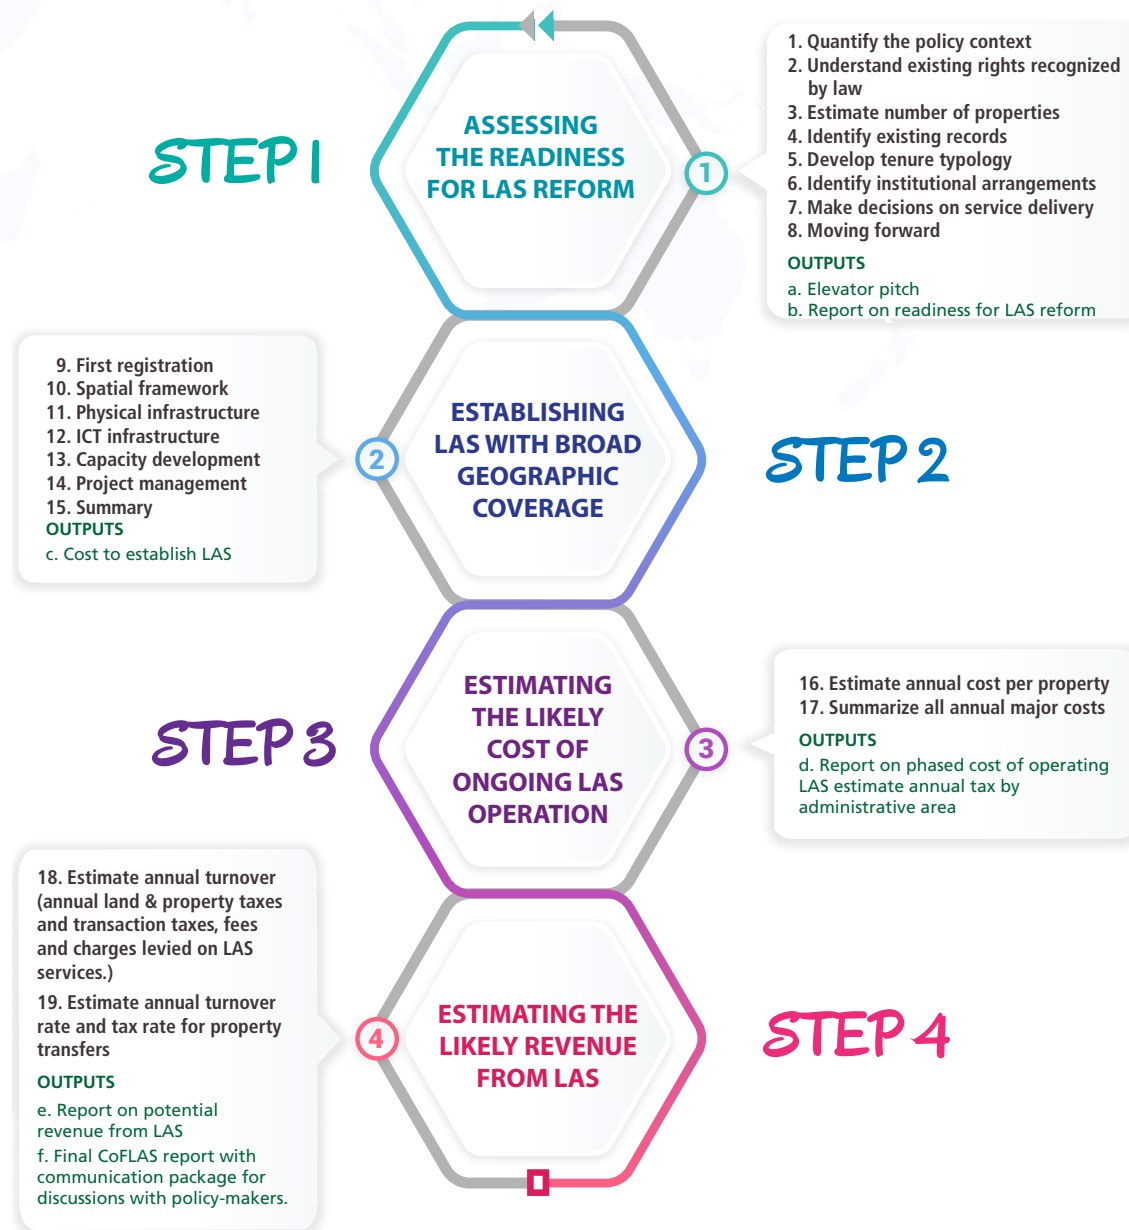 STEP 1
ASSESSING
THE READINESS
FOR LAS REFORM
1
1. Quantify the policy context
2. Understand existing rights recognized
by law
3. Estimate number of properties
4. Identify existing records
5. Develop tenure typology
6. Identify institutional arrangements
7. Make decisions on service delivery
8. Moving forward
OUTPUTS
a. Elevator pitch
b. Report on readiness for LAS reform
9. First registration
10. Spatial framework
11. Physical infrastructure
12. ICT infrastructure
13. Capacity development
14. Project management
15. Summary
OUTPUTS
c. Cost to establish LAS
2
ESTABLISHING
LAS WITH BROAD
GEOGRAPHIC
COVERAGE
STEP 2
STEP 3
ESTIMATING
THE LIKELY
COST OF
ONGOING LAS
OPERATION
3
16. Estimate annual cost per property
17. Summarize all annual major costs
OUTPUTS
d. Report on phased cost of operating
LAS estimate annual tax by
administrative area
18. Estimate annual turnover
(annual land & property taxes
and transaction taxes, fees
and charges levied on LAS
services.)
19. Estimate annual turnover
rate and tax rate for property
transfers
OUTPUTS
e. Report on potential
revenue from LAS
f. Final CoFLAS report with
communication package for
discussions with policy-makers.
4
ESTIMATING THE
LIKELY REVENUE
FROM LAS
STEP 4